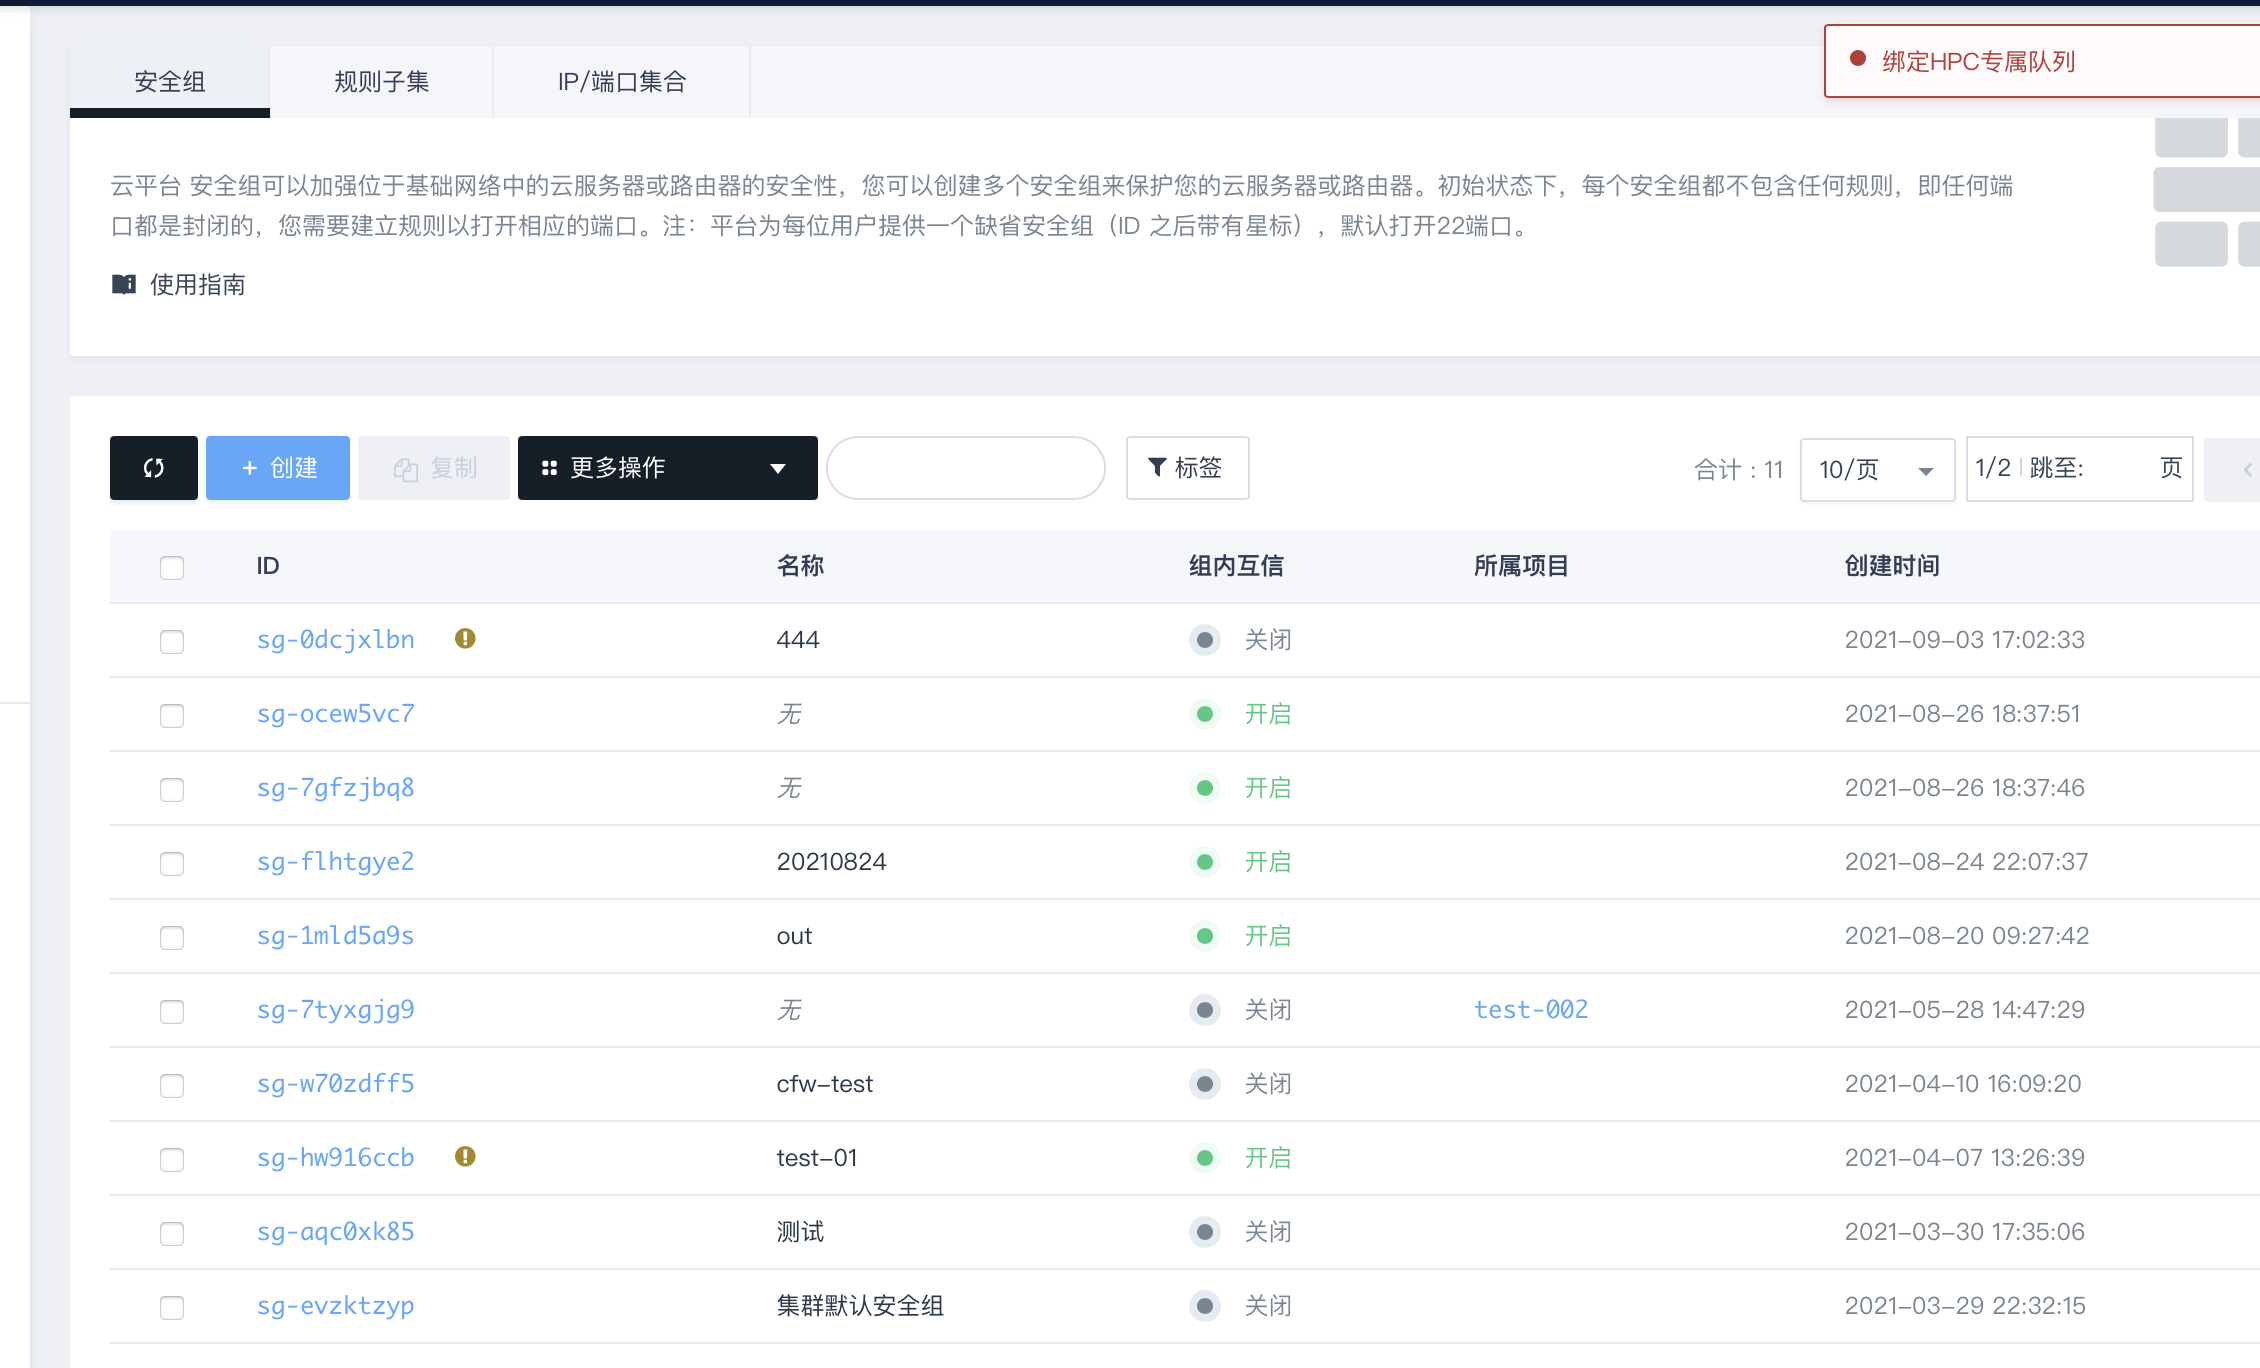 绑定HPC专属队列
安全组 规则子集 IP/端口集合
云平台 安全组可以加强位于基础网络中的云服务器或路由器的安全性，您可以创建多个安全组来保护您的云服务器或路由器。初始状态下，每个安全组都不包含任何规则，即任何端
口都是封闭的，您需要建立规则以打开相应的端口。注：平台为每位用户提供一个缺省安全组（ID 之后带有星标），默认打开22端口。
使用指南
+ 创建 复制 更多操作 标签 合计 : 11 10/页 1/2 跳至: 页
ID 名称 组内互信 所属项目 创建时间
sg-0dcjxlbn 444 关闭 2021-09-03 17:02:33
sg-ocew5vc7 无 开启 2021-08-26 18:37:51
sg-7gfzjbq8 无 开启 2021-08-26 18:37:46
sg-flhtgye2 20210824 开启 2021-08-24 22:07:37
sg-1mld5a9s out 开启 2021-08-20 09:27:42
sg-7tyxgjg9 无 关闭 test-002 2021-05-28 14:47:29
sg-w70zdff5 cfw-test 关闭 2021-04-10 16:09:20
sg-hw916ccb test-01 开启 2021-04-07 13:26:39
sg-aqc0xk85 测试 关闭 2021-03-30 17:35:06
sg-evzktzyp 集群默认安全组 关闭 2021-03-29 22:32:15